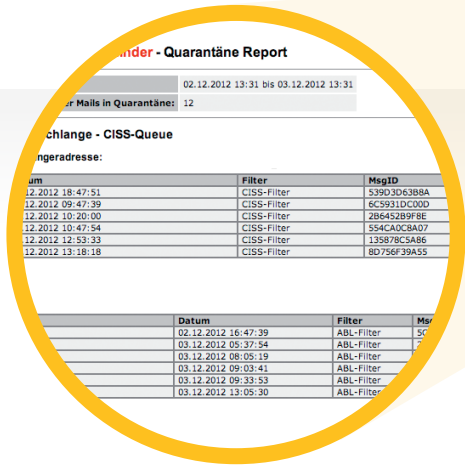 - Quarantäne Report
02.12.2012 13:31 bis 03.12.2012 13:31
Mails in Quarantäne: 12
- CISS-Queue
Filter MsgID
18:47:51 CISS-Filter 539D3D63B8A
.12.2012 09:47:39 CISS-Filter 6C5931DC00D
.12.2012 10:20:00 CISS-Filter 2B6452B9F8E
.12.2012 10:47:54 CISS-Filter 554CA0C8A07
.12.2012 12:53:33 CISS-Filter 135878C5A86
.12.2012 13:18:18 CISS-Filter 8D756F39A55
Datum Filter
02.12.2012 16:47:39 ABL-Filter
03.12.2012 05:37:54 ABL-Filter
03.12.2012 08:05:19 ABL-Filter
03.12.2012 09:03:41 ABL-Filter
03.12.2012 09:33:53 ABL-Filter
03.12.2012 13:05:30 ABL-Filter